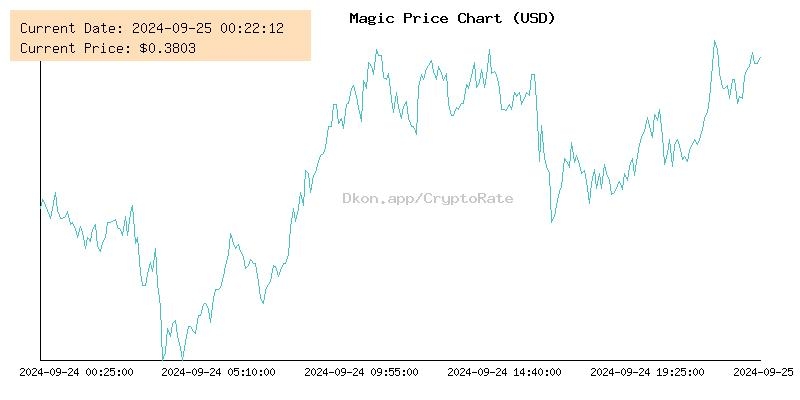 Magic Price Chart (USD)
Current Date: 2024-09-25 00:22:12
Current Price: $0.3803
Dkon.app/CryptoRate
2024-09-24 00:25:00 2024-09-24 05:10:00 2024-09-24 09:55:00 2024-09-24 14:40:00 2024-09-24 19:25:00 2024-09-25